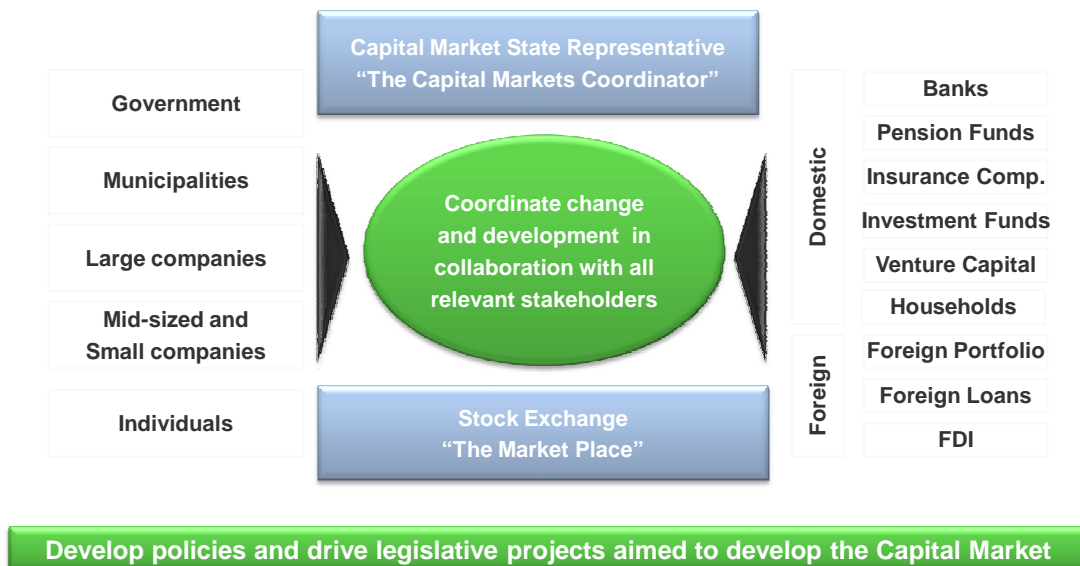 Capital Market State Representative
“The Capital Markets Coordinator”
Government
Municipalities
Large companies
Mid-sized and
Small companies
Individuals
Coordinate change
and development in
collaboration with all
relevant stakeholders
Stock Exchange
“The Market Place”
Domestic
Banks
Pension Funds
Insurance Comp.
Investment Funds
Venture Capital
Households
Foreign
Foreign Portfolio
Foreign Loans
FDI
Develop policies and drive legislative projects aimed to develop the Capital Market